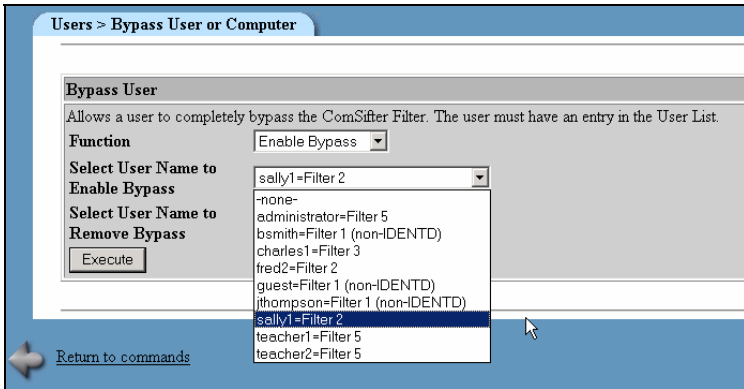 Users > Bypass User or Computer
Bypass User
Allows a user to completely bypass the ComSifter Filter. The user must have an entry in the User List.
Function
Enable Bypass
Select User Name to
Enable Bypass
sally1=Filter 2
-none-
administrator=Filter 5
bsmith=Filter 1 (non-IDENTD)
charles1=Filter 3
fred2=Filter 2
guest=Filter 1 (non-IDENTD)
jthompson=Filter 1 (non-IDENTD)
sally1=Filter 2
teacher1=Filter 5
teacher2=Filter 5
Select User Name to
Remove Bypass
Execute
Return to commands